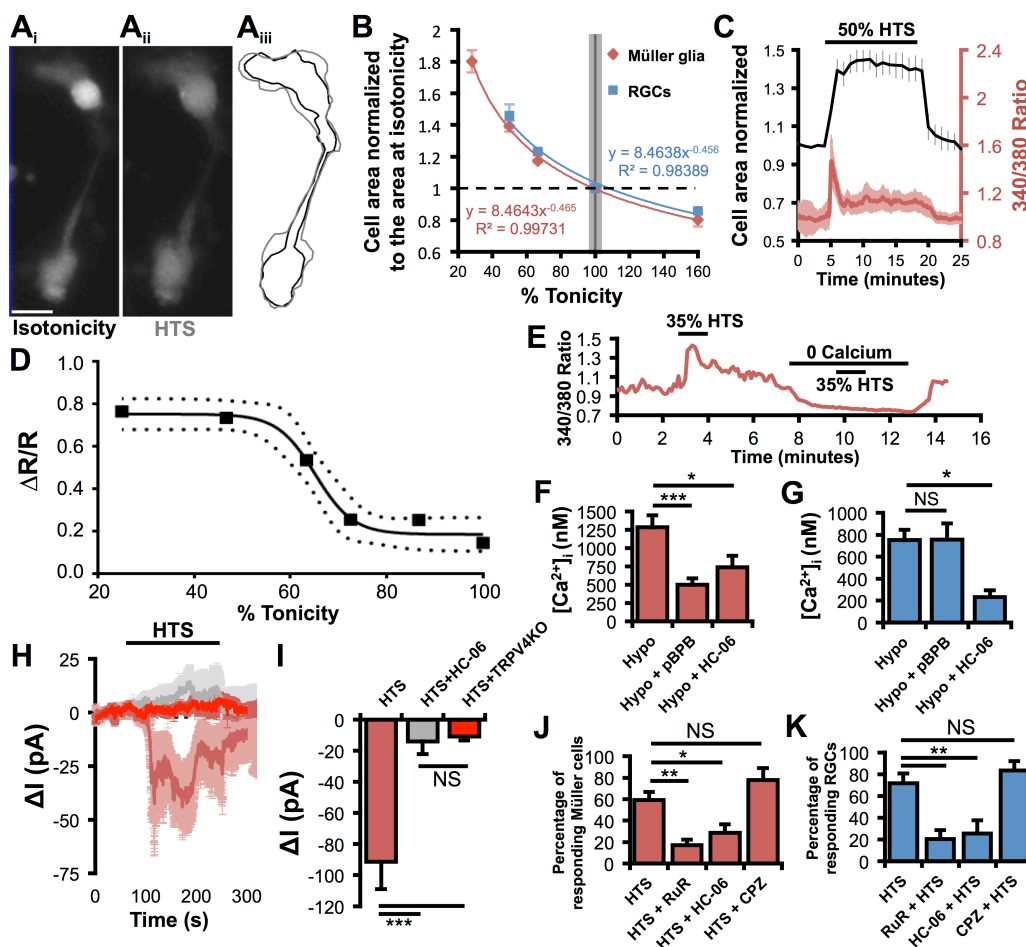 Ai
Aii
Aiii
Isotonicity
HTS
B
Cell area normalized
to the area at isotonicity
2
1.8
1.6
1.4
1.2
1
0.8
0.6
Müller glia
RGCs
y = 8.4638x-0.456
R² = 0.98389
y = 8.4643x-0.465
R² = 0.99731
20 40 60 80 100 120 140 160
% Tonicity
C
50% HTS
Cell area normalized
1.5
1.3
1.1
0.9
0.7
0.5
2.4
2.0
1.6
1.2
0.8
340/380 Ratio
0 5 10 15 20 25
Time (minutes)
D
ΔR/R
1.0
0.8
0.6
0.4
0.2
0.0
20 40 60 80 100
% Tonicity
E
340/380 Ratio
1.5
1.3
1.1
0.9
0.7
35% HTS
0 Calcium
35% HTS
0 2 4 6 8 10 12 14 16
Time (minutes)
F
[Ca2+]i (nM)
1500
1250
1000
750
500
250
0
*
***
Hypo
Hypo + pBPB
Hypo + HC-06
G
[Ca2+]i (nM)
1000
800
600
400
200
0
*
NS
Hypo
Hypo + pBPB
Hypo + HC-06
H
HTS
ΔI (pA)
25
0
-25
-50
-75
0 100 200 300
Time (s)
I
HTS
HTS+HC-06
HTS+TRPV4KO
ΔI (pA)
0
-20
-40
-60
-80
-100
-120
NS
***
J
Percentage of
responding Müller cells
100
80
60
40
20
0
NS
*
**
HTS
HTS + RuR
HTS + HC-06
HTS + CPZ
K
Percentage of
responding RGCs
100
80
60
40
20
0
NS
**
**
HTS
RuR + HTS
HC-06 + HTS
CPZ + HTS